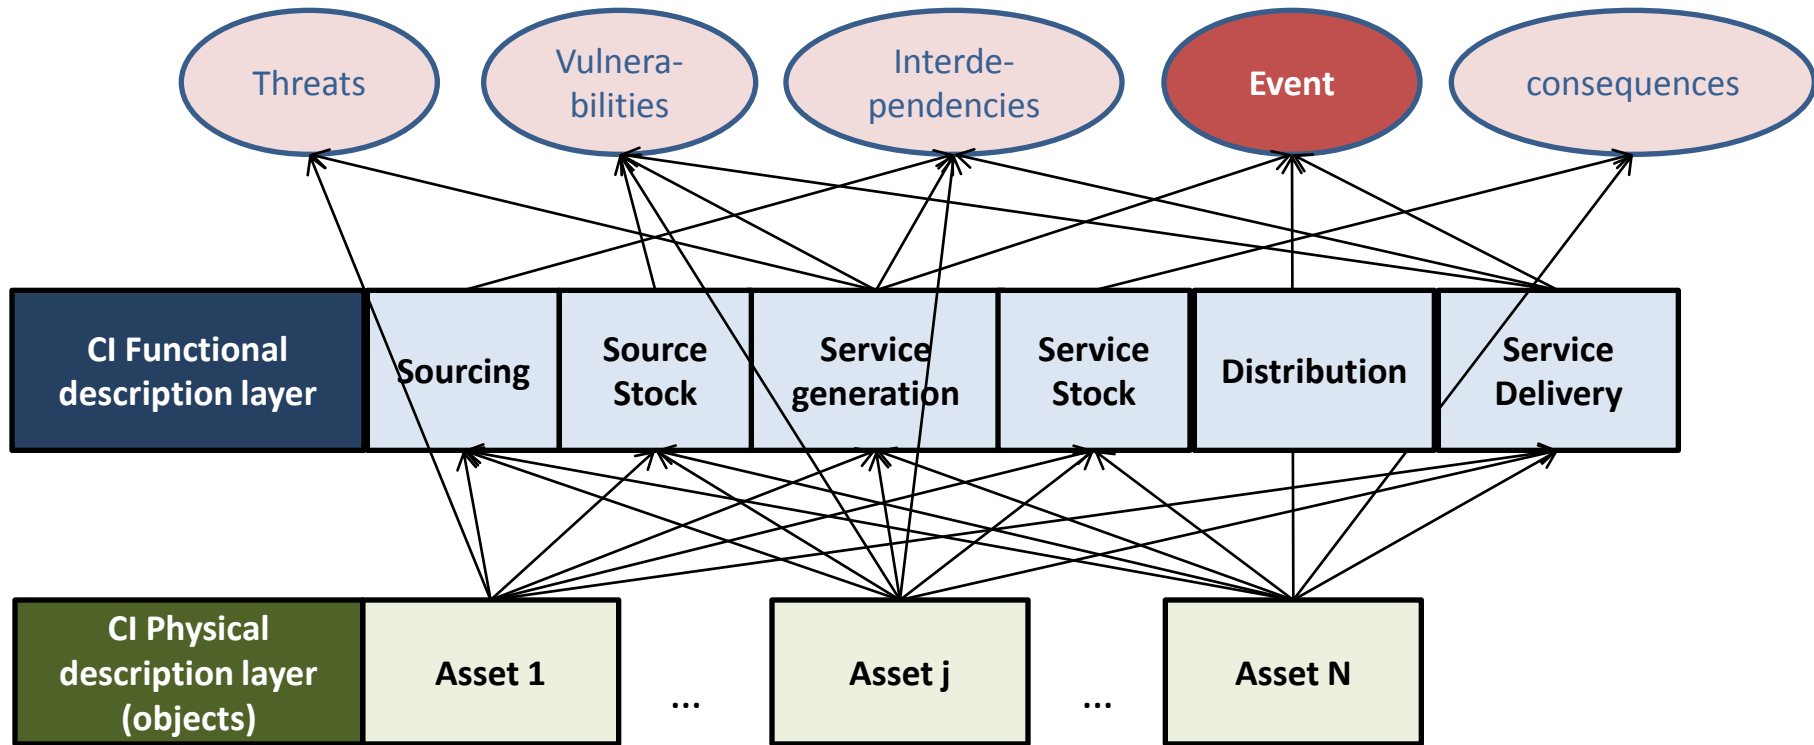 Threats
Vulnera-
bilities
Interde-
pendencies
Event
consequences
CI Functional
description layer
Sourcing
Source
Stock
Service
generation
Service
Stock
Distribution
Service
Delivery
CI Physical
description layer
(objects)
Asset 1
...
Asset j
...
Asset N